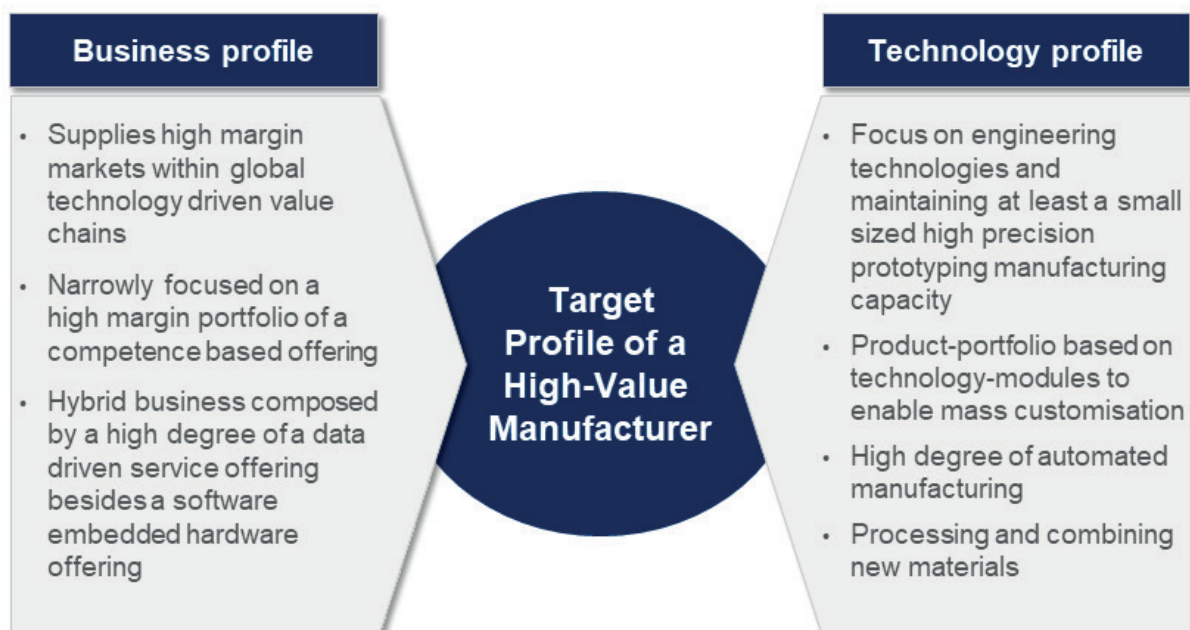 Business profile
• Supplies high margin
markets within global
technology driven value
chains
• Narrowly focused on a
high margin portfolio of a
competence based offering
• Hybrid business composed
by a high degree of a data
driven service offering
besides a software
embedded hardware
offering
Target
Profile of a
High-Value
Manufacturer
Technology profile
• Focus on engineering
technologies and
maintaining at least a small
sized high precision
prototyping manufacturing
capacity
• Product-portfolio based on
technology-modules to
enable mass customisation
• High degree of automated
manufacturing
• Processing and combining
new materials